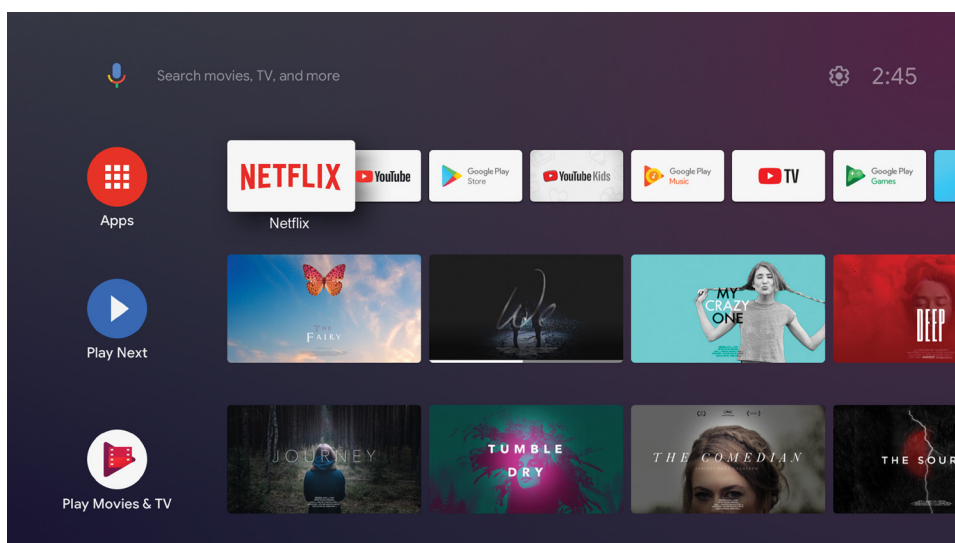 Search movies, TV, and more
2:45
Apps
NETFLIX
Netflix
YouTube
Google Play
Store
YouTube Kids
Google Play
Music
TV
Google Play
Games
Play Next
THE
FAIRY
We
MY
CRAZY
ONE
DEEP
Play Movies & TV
JOURNEY
TUMBLE
DRY
THE COMEDIAN
THE SOUR